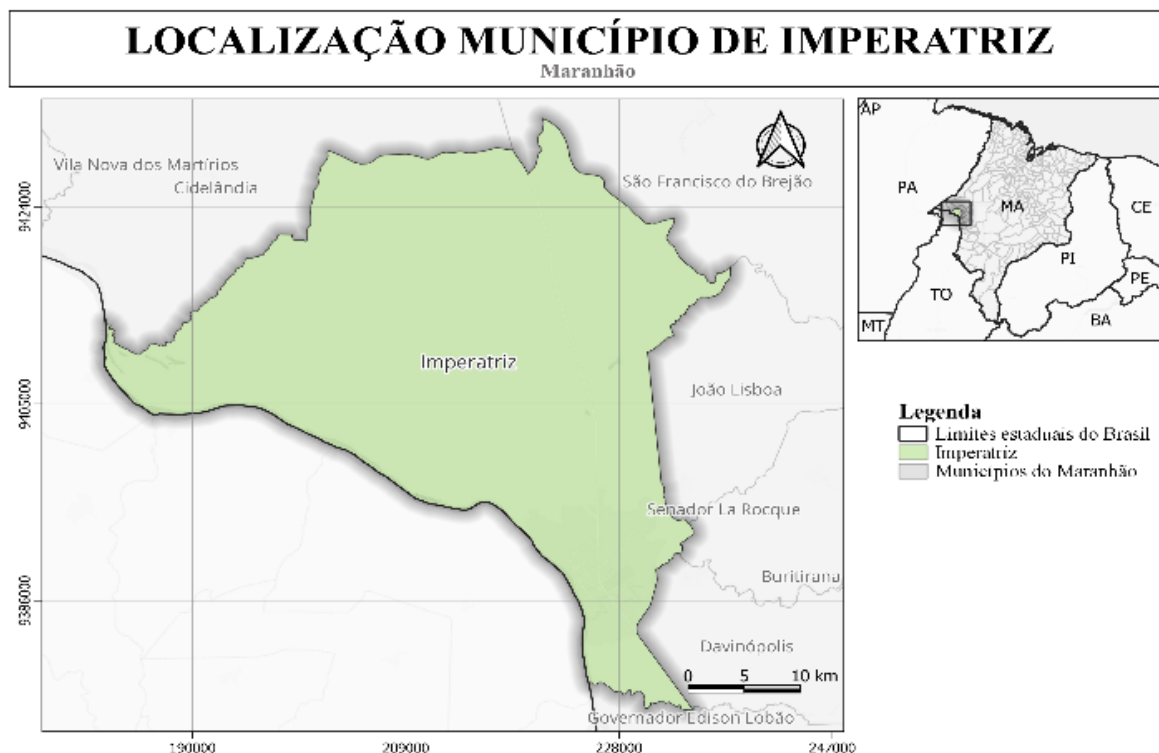 LOCALIZAÇÃO MUNICÍPIO DE IMPERATRIZ
Maranhão
Vila Nova dos Martírios
Cidelândia
São Francisco do Brejão
Imperatriz
João Lisboa
Senador La Rocque
Buritirana
Davinópolis
0 5 10 km
Governador Edison Lobão
9421000
9405000
9386000
190000
209000
228000
247000
AP
PA
MA
CE
PI
PE
TO
BA
MT
Legenda
Limites estaduais do Brasil
Imperatriz
Municípios do Maranhão